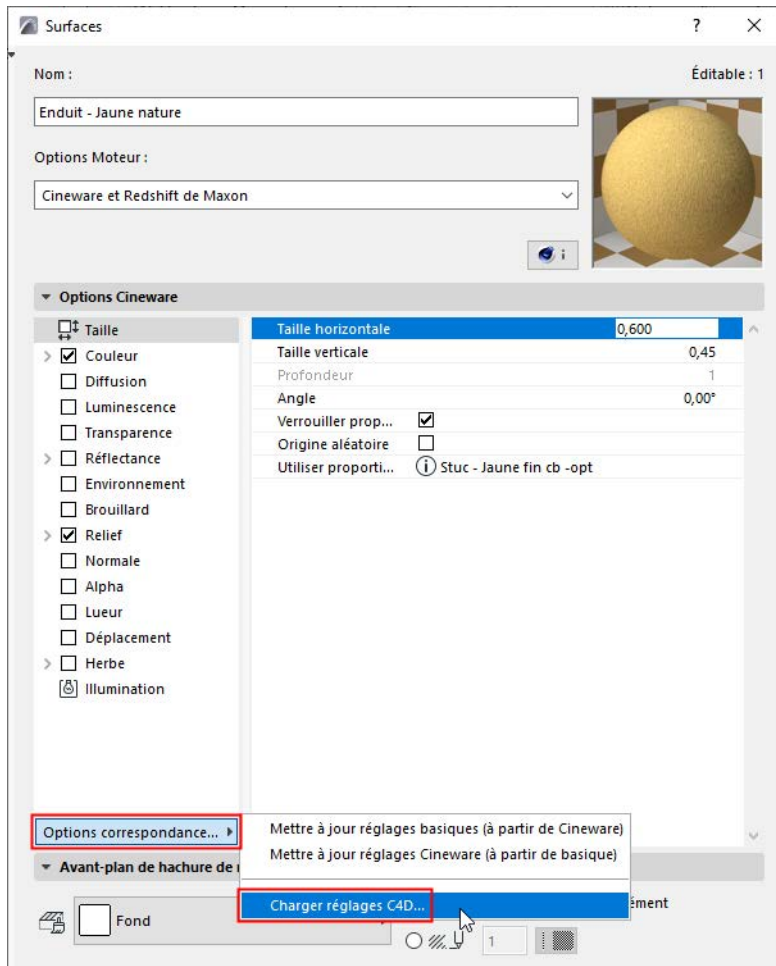 Surfaces
?
Nom :
Éditable : 1
Enduit - Jaune nature
Options Moteur :
Cineware et Redshift de Maxon
i
Options Cineware
Taille
Taille horizontale 0,600
Couleur
Taille verticale 0,45
Diffusion
Profondeur 1
Luminescence
Angle 0,00°
Transparence
Verrouiller prop...
Réflectance
Origine aléatoire
Environnement
Utiliser proporti... i Stuc - Jaune fin cb -opt
Brouillard
Relief
Normale
Alpha
Lueur
Déplacement
Herbe
Illumination
Options correspondance...
Mettre à jour réglages basiques (à partir de Cineware)
Mettre à jour réglages Cineware (à partir de basique)
Avant-plan de hachure de
Charger réglages C4D...
Fond
1